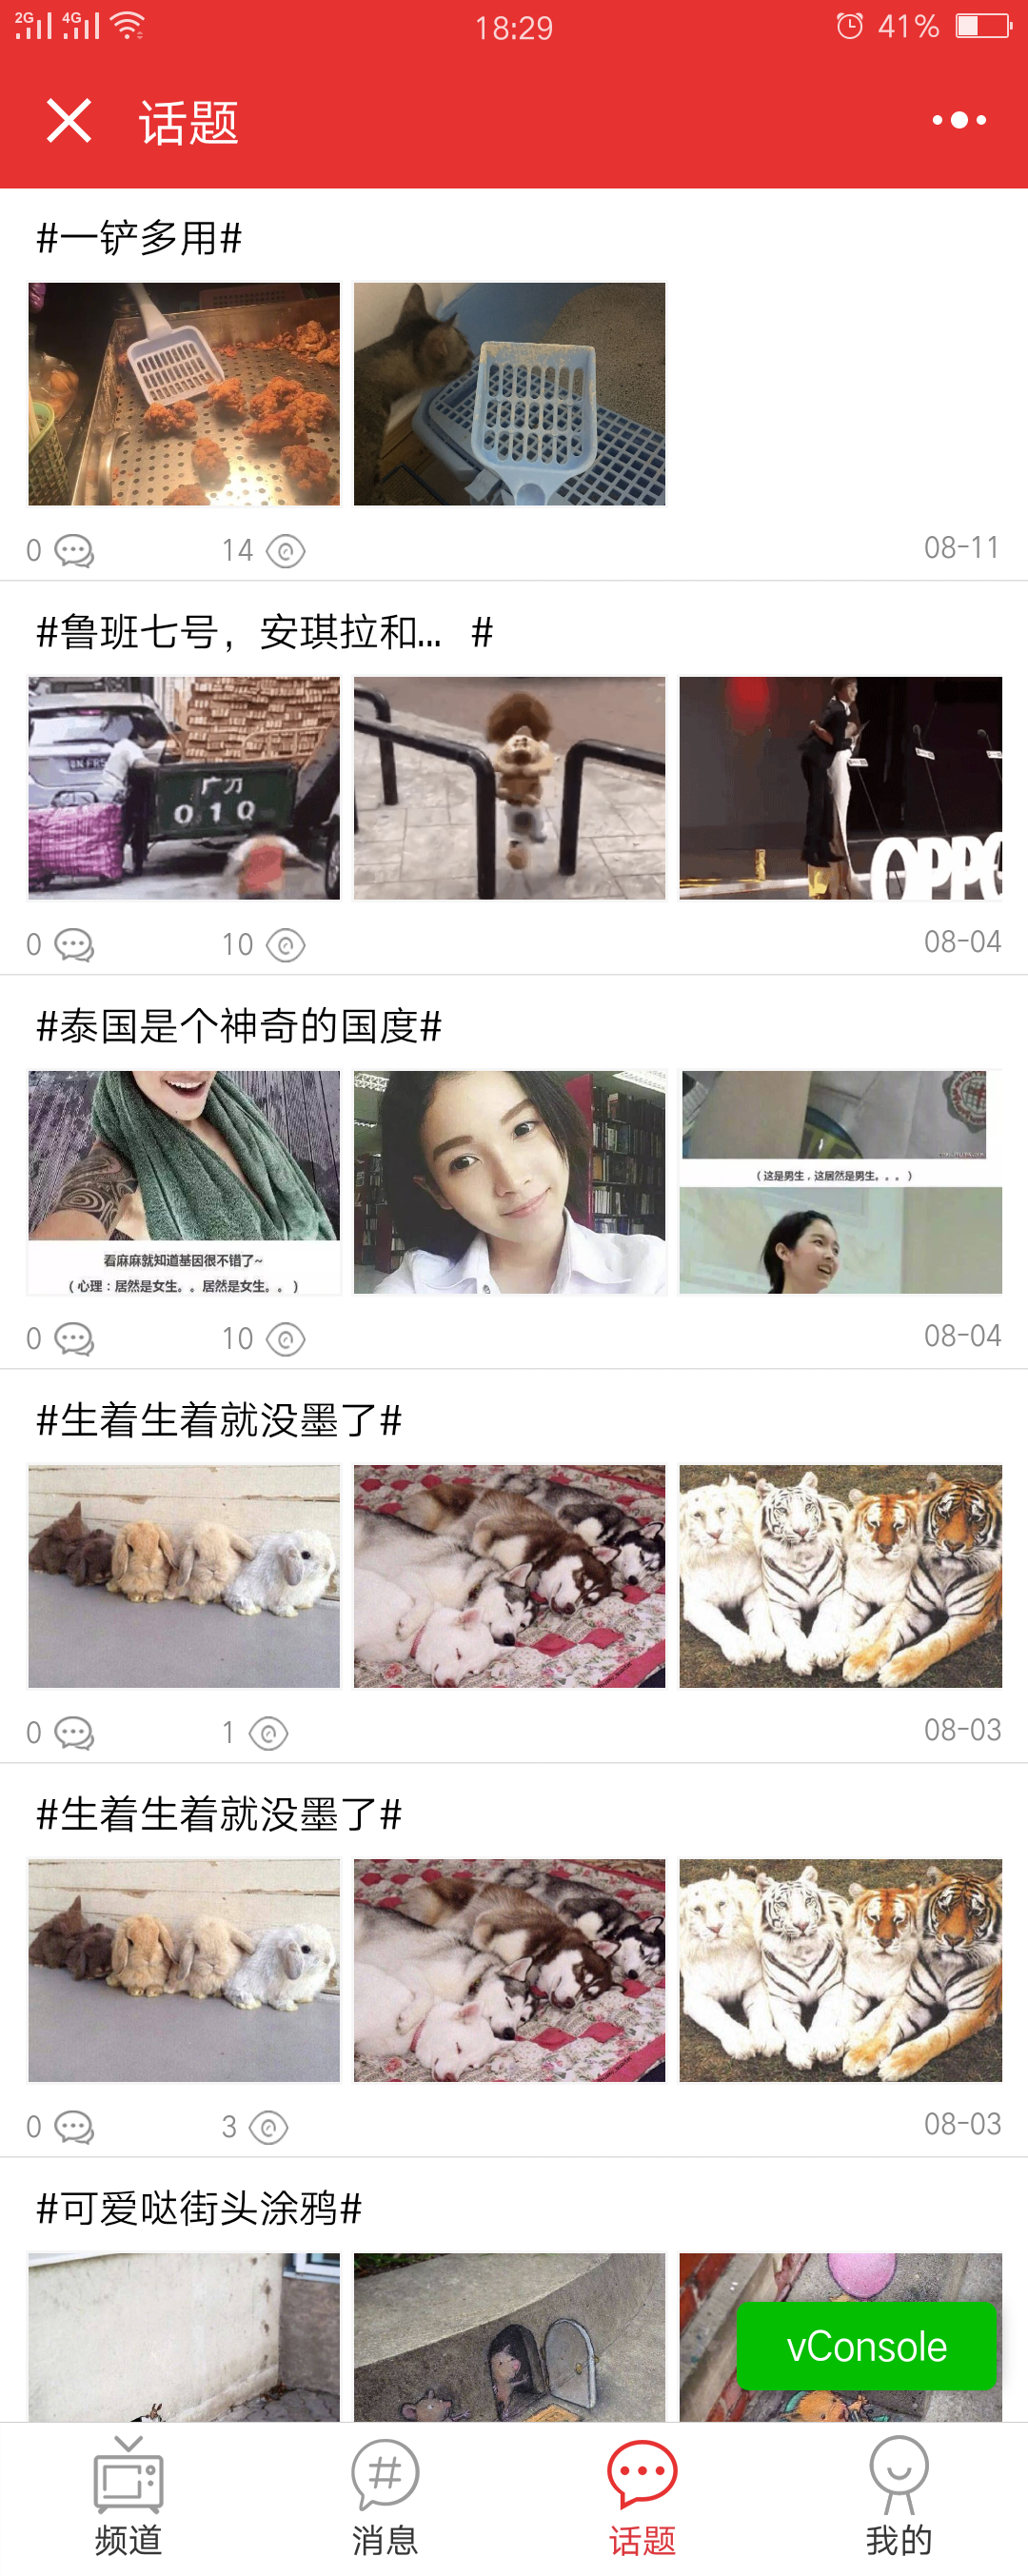 2G 4G 18:29 41%
话题
#一铲多用#
0 14 08-11
#鲁班七号，安琪拉和... #
广刀
010
OPPO
0 10 08-04
#泰国是个神奇的国度#
看麻麻就知道基因很不错了~
（心理：居然是女生。。居然是女生。。）
（这是男生，这居然是男生。。。）
0 10 08-04
#生着生着就没墨了#
0 1 08-03
#生着生着就没墨了#
0 3 08-03
#可爱哒街头涂鸦#
vConsole
频道 消息 话题 我的